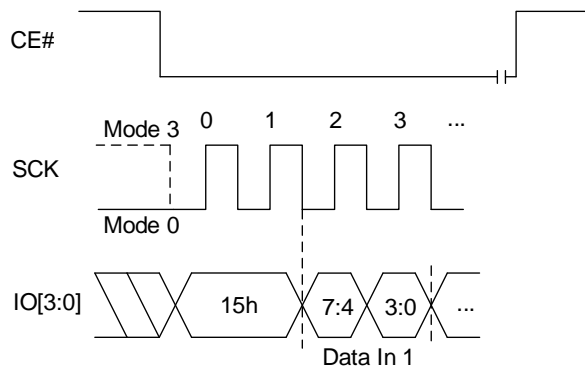 CE#
0 1 2 3 ...
Mode 3
SCK
Mode 0
IO[3:0] 15h 7:4 3:0 ...
Data In 1